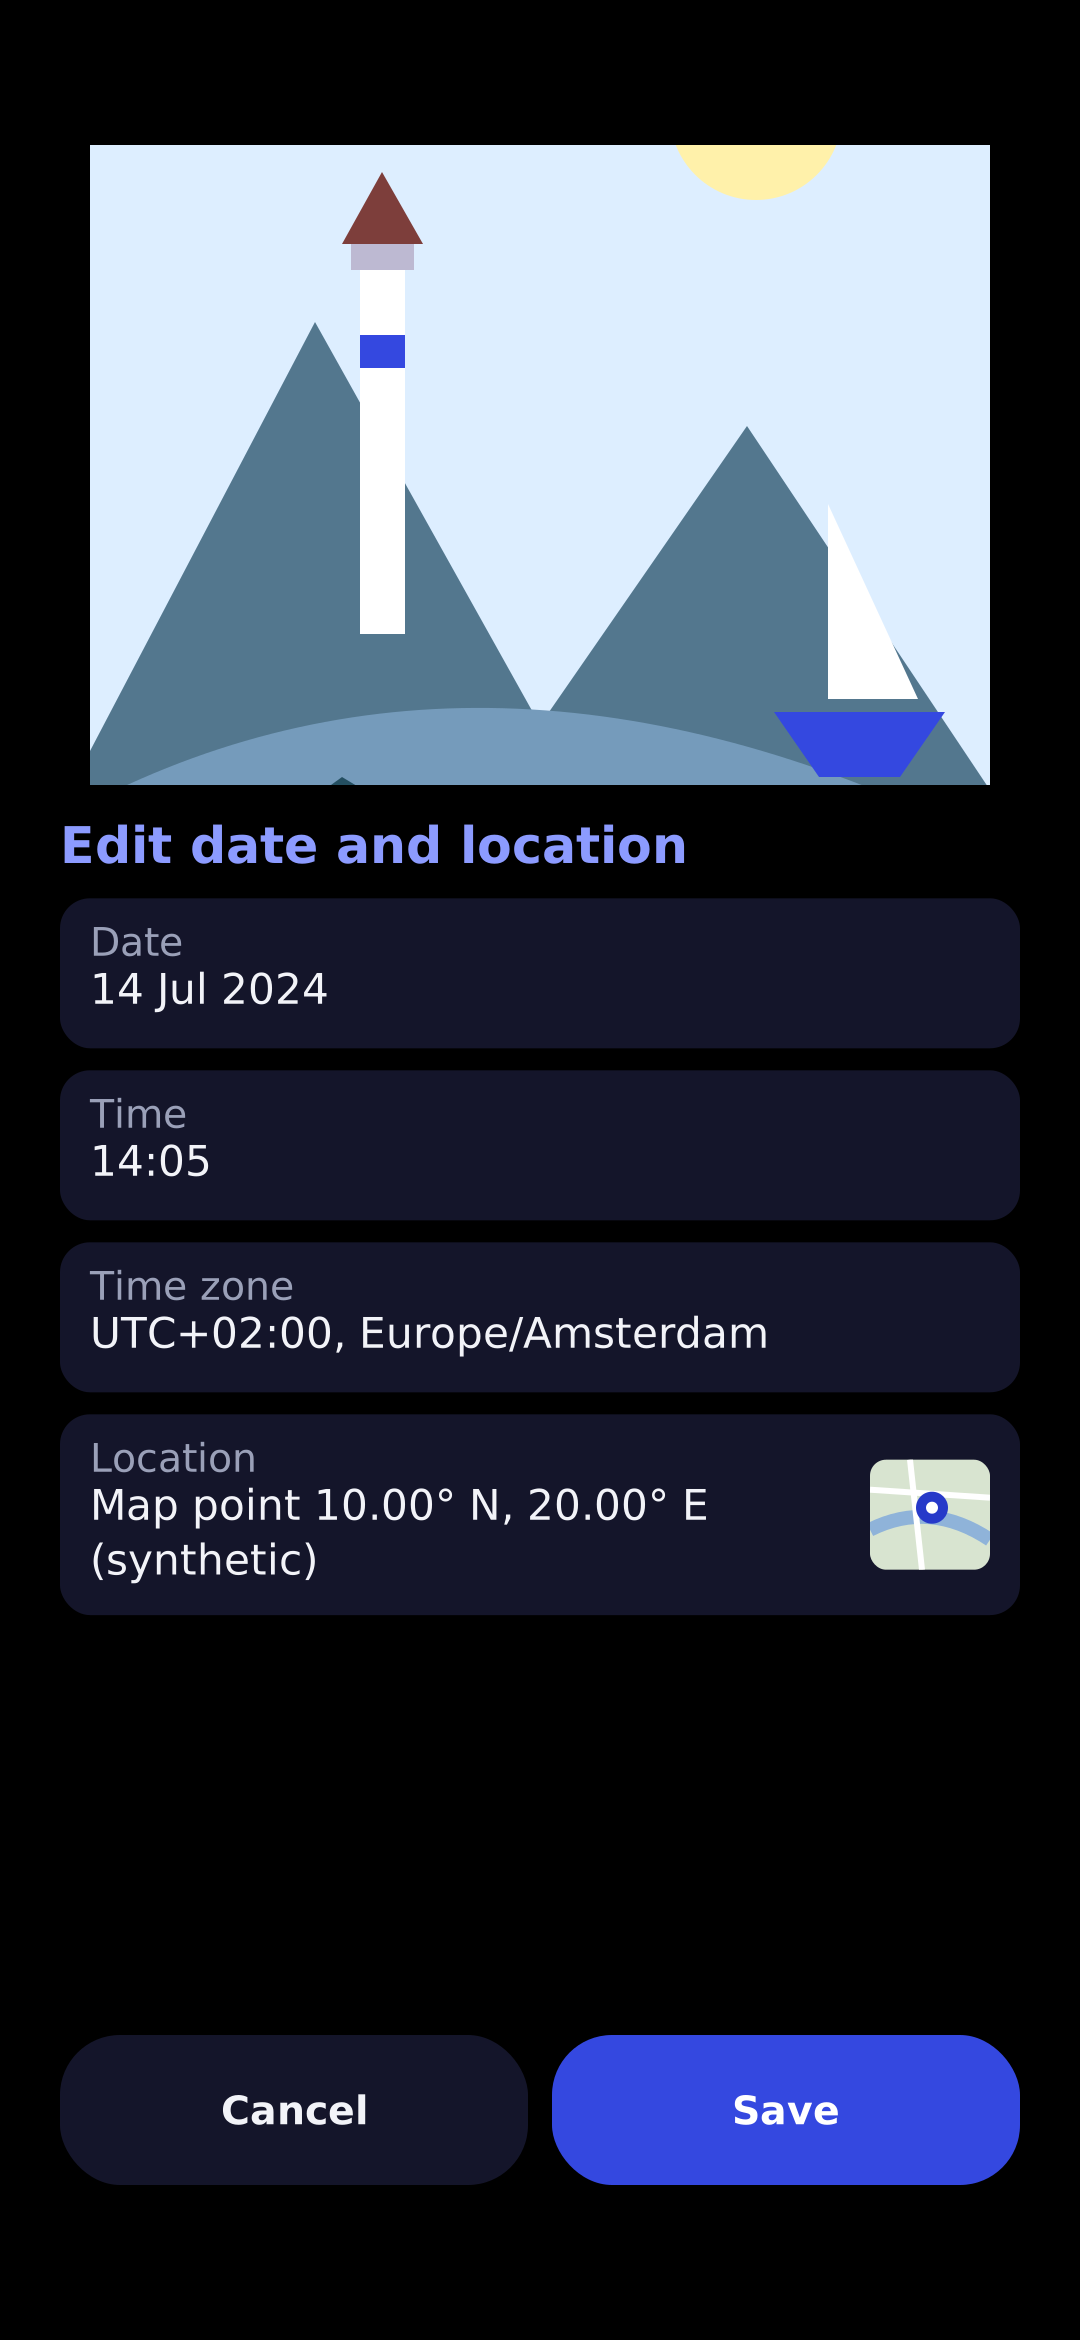 Edit date and location
Date
14 Jul 2024
Time
14:05
Time zone
UTC+02:00, Europe/Amsterdam
Location
Map point 10.00° N, 20.00° E
(synthetic)
Cancel
Save